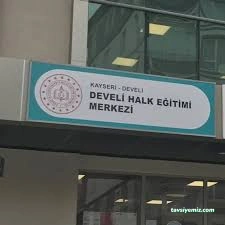 KAYSERİ - DEVELİ
DEVELİ HALK EĞİTİMİ
MERKEZİ
tavsiyemiz.com